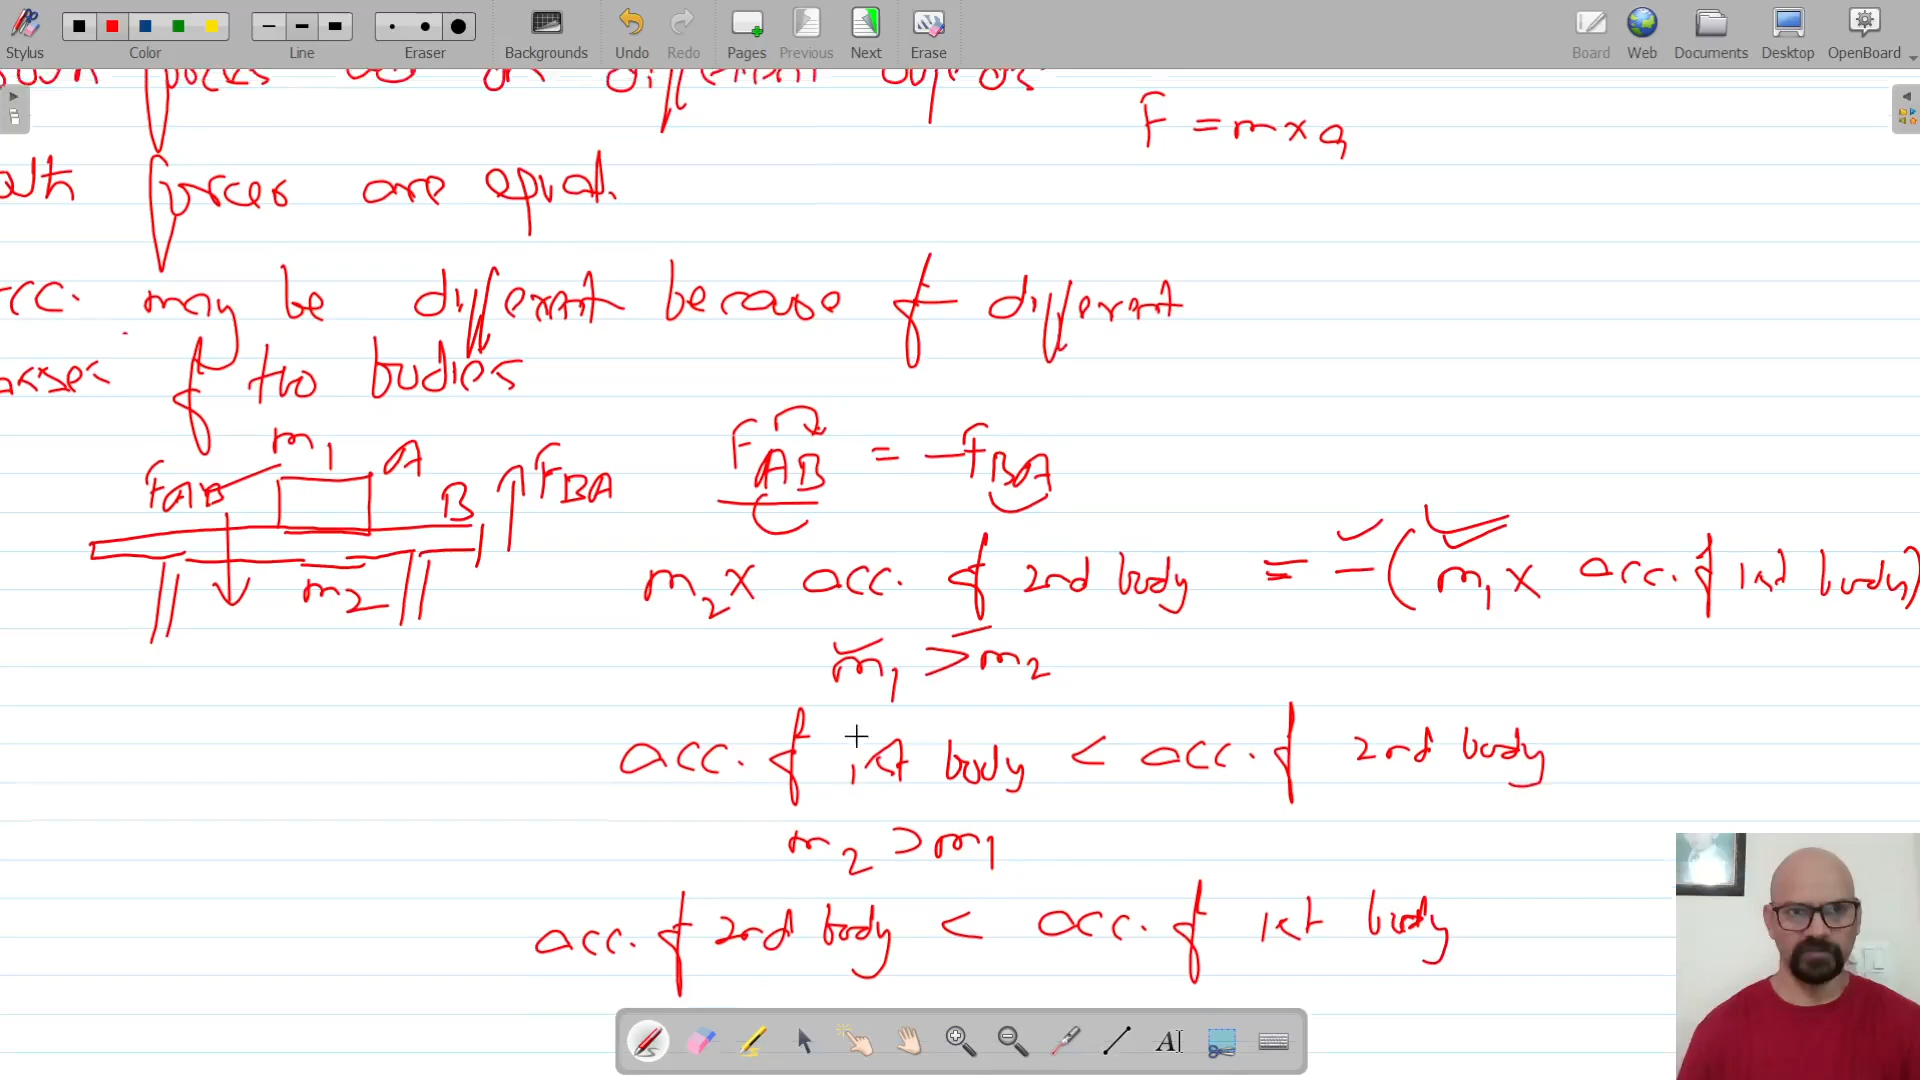 Stylus Color Line Eraser Backgrounds Undo Redo Pages Previous Next Erase Board Web Documents Desktop OpenBoard
different
F = m x a
forces are equal.
acc. may be different because of different
masses of two bodies
m1 A
FAB B FBA
m2
FAB = -FBA
m2 x acc. of 2nd body = -(m1 x acc. of 1st body)
m1 > m2
acc. of 1st body < acc. of 2nd body
m2 > m1
acc. of 2nd body < acc. of 1st body